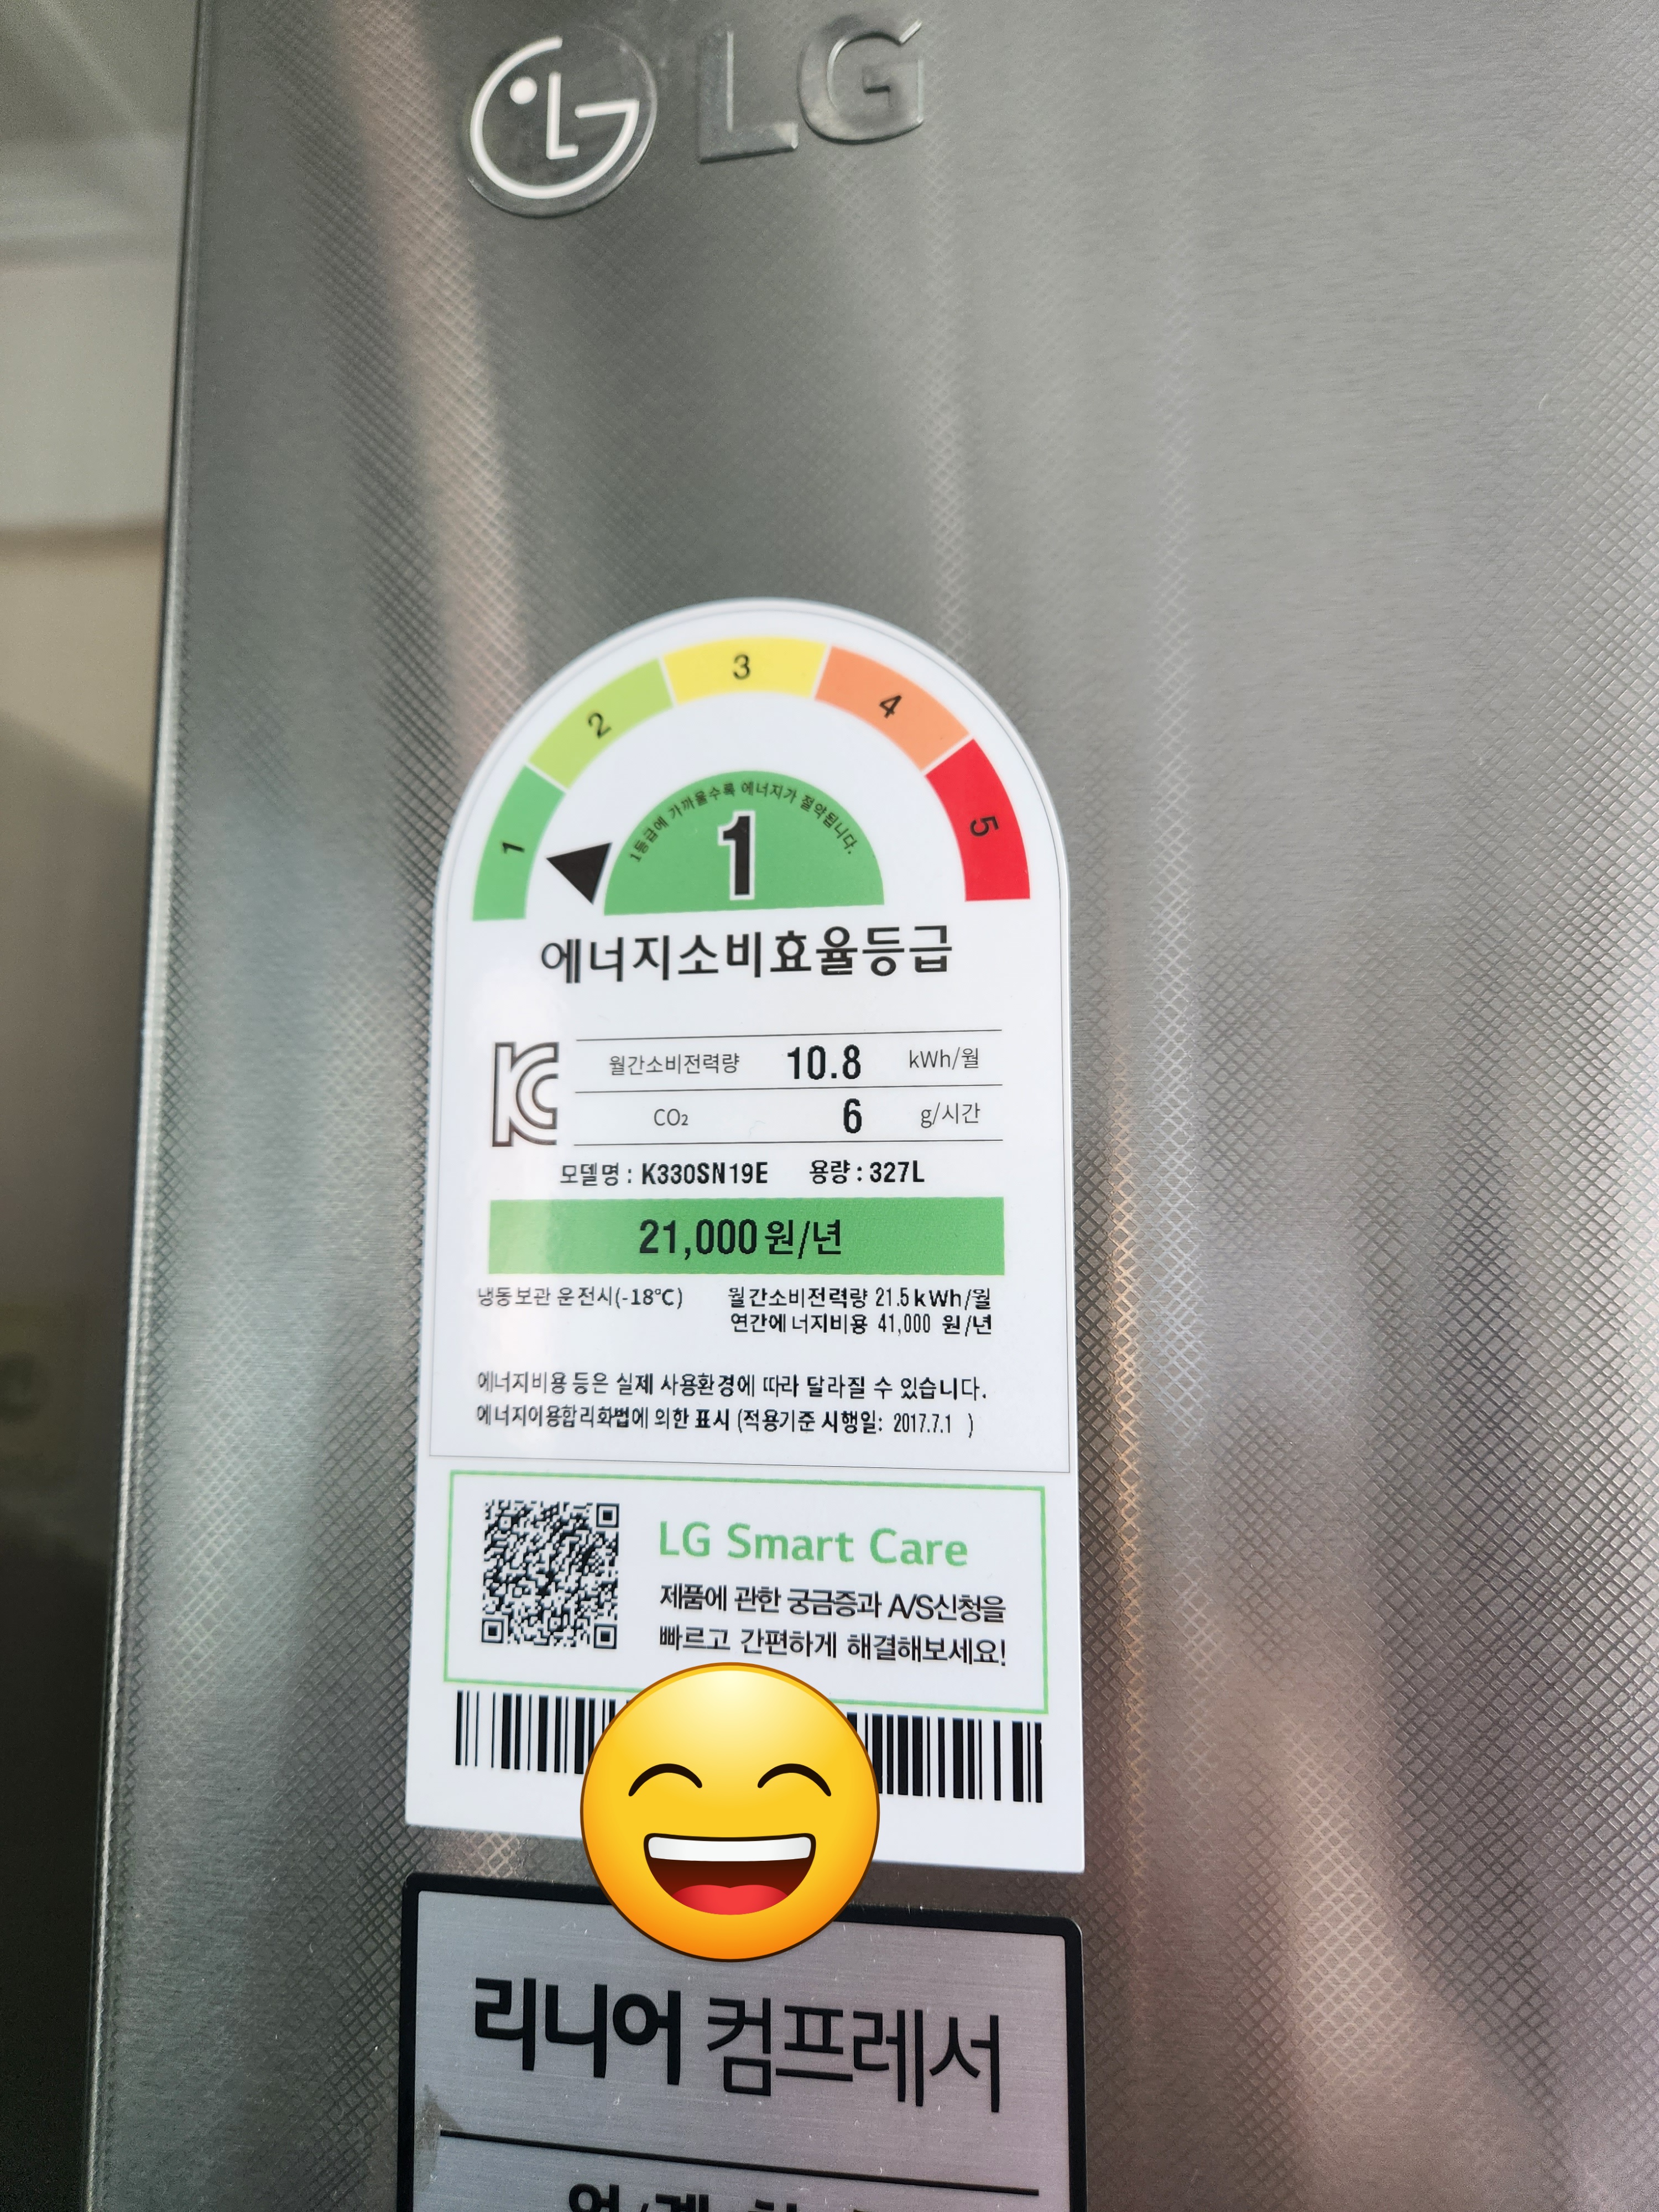 LG LG
1 2 3 4 5
1등급에 가까울수록 에너지가 절약됩니다.
1
에너지소비효율등급
월간소비전력량 10.8 kWh/월
CO₂ 6 g/시간
모델명 : K330SN19E 용량 : 327L
21,000원/년
냉동보관 운전시(-18℃) 월간소비전력량 21.5kWh/월
연간에너지비용 41,000 원/년
에너지비용 등은 실제 사용환경에 따라 달라질 수 있습니다.
에너지이용합리화법에 의한 표시 (적용기준 시행일: 2017.7.1 )
LG Smart Care
제품에 관한 궁금증과 A/S신청을
빠르고 간편하게 해결해보세요!
리니어 컴프레서